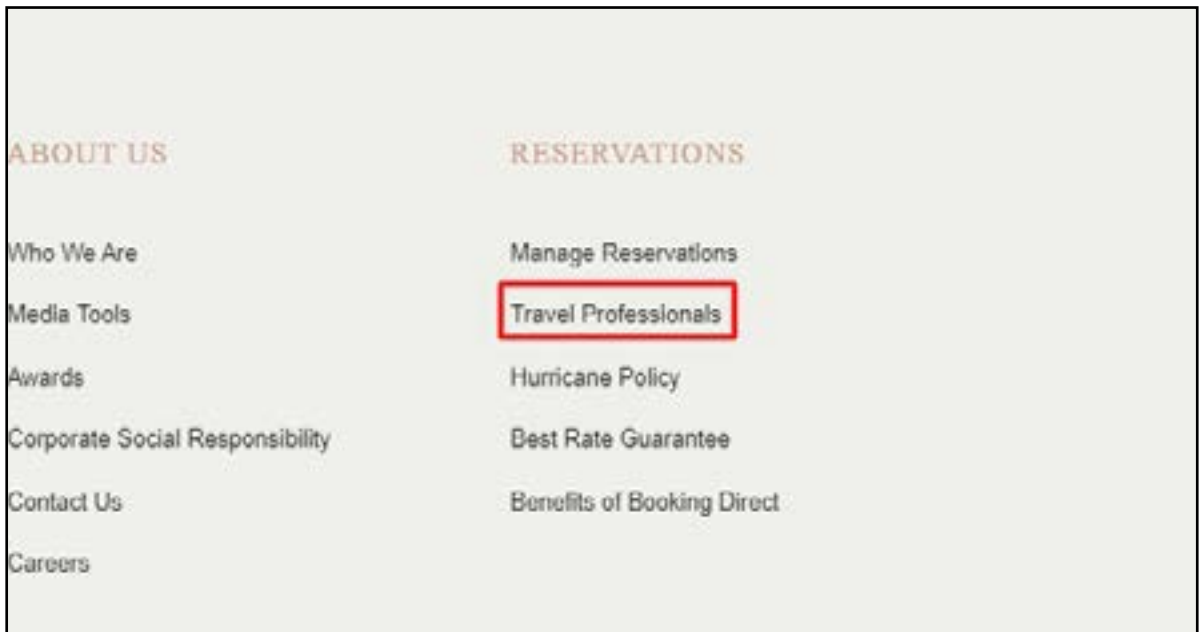 ABOUT US
Who We Are
Media Tools
Awards
Corporate Social Responsibility
Contact Us
Careers
RESERVATIONS
Manage Reservations
Travel Professionals
Hurricane Policy
Best Rate Guarantee
Benefits of Booking Direct